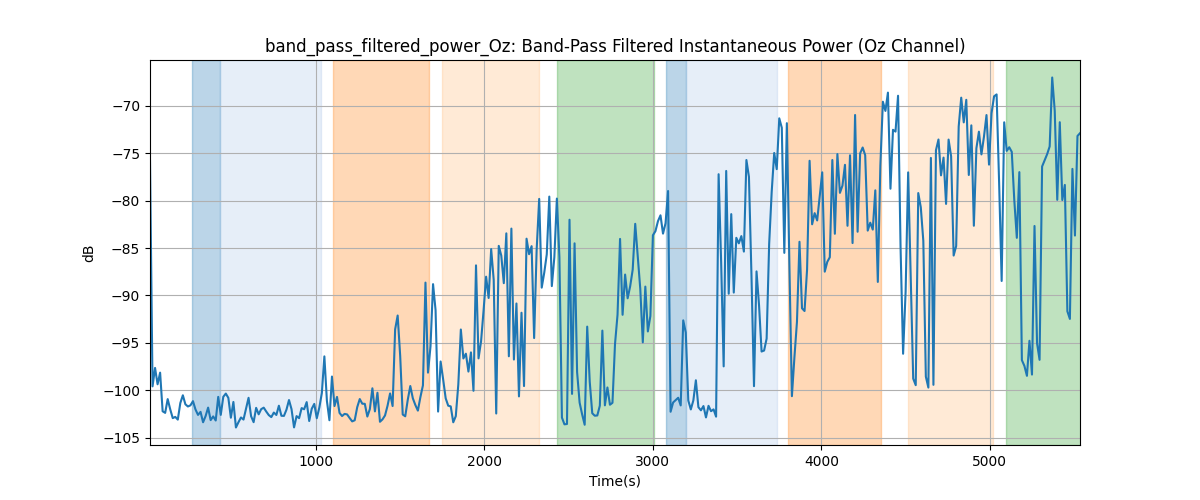 band_pass_filtered_power_Oz: Band-Pass Filtered Instantaneous Power (Oz Channel)
−70
−75
−80
−85
−90
−95
−100
−105
dB
1000 2000 3000 4000 5000
Time(s)